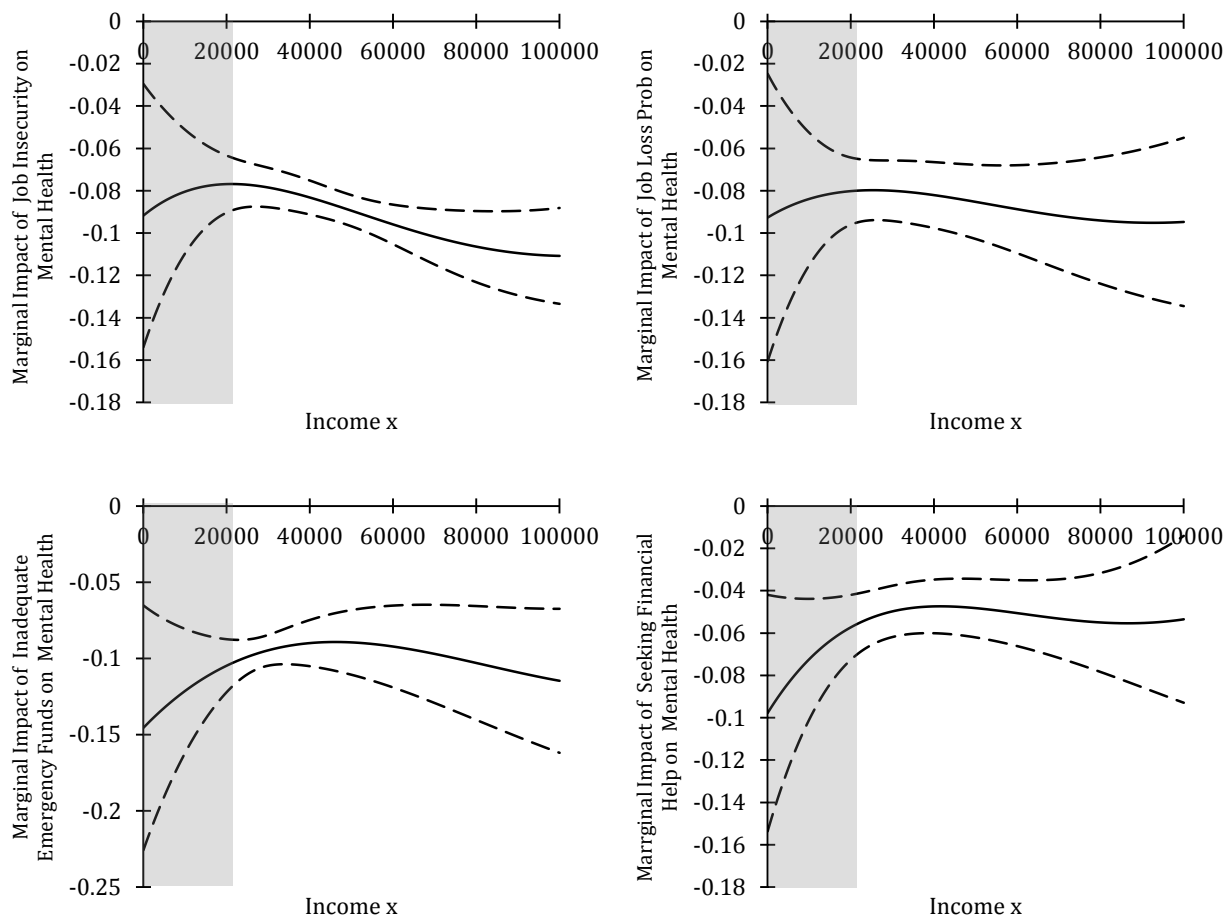 0
0 20000 40000 60000 80000 100000
-0.02
-0.04
-0.06
-0.08
-0.1
-0.12
-0.14
-0.16
-0.18
Marginal Impact of Job Insecurity on
Mental Health
Income x
0
0 20000 40000 60000 80000 100000
-0.02
-0.04
-0.06
-0.08
-0.1
-0.12
-0.14
-0.16
-0.18
Marginal Impact of Job Loss Prob on
Mental Health
Income x
0
0 20000 40000 60000 80000 100000
-0.05
-0.1
-0.15
-0.2
-0.25
Marginal Impact of Inadequate
Emergency Funds on Mental Health
Income x
0
0 20000 40000 60000 80000 100000
-0.02
-0.04
-0.06
-0.08
-0.1
-0.12
-0.14
-0.16
-0.18
Marrginal Impact of Seeking Financial
Help on Mental Health
Income x